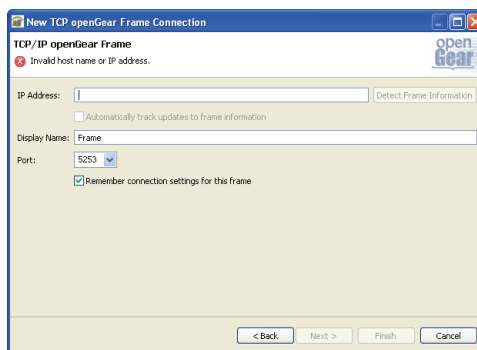 New TCP openGear Frame Connection
TCP/IP openGear Frame
open
Gear
Invalid host name or IP address.
IP Address:
Detect Frame Information
Automatically track updates to frame information
Display Name: Frame
Port: 5253
Remember connection settings for this frame
< Back Next > Finish Cancel